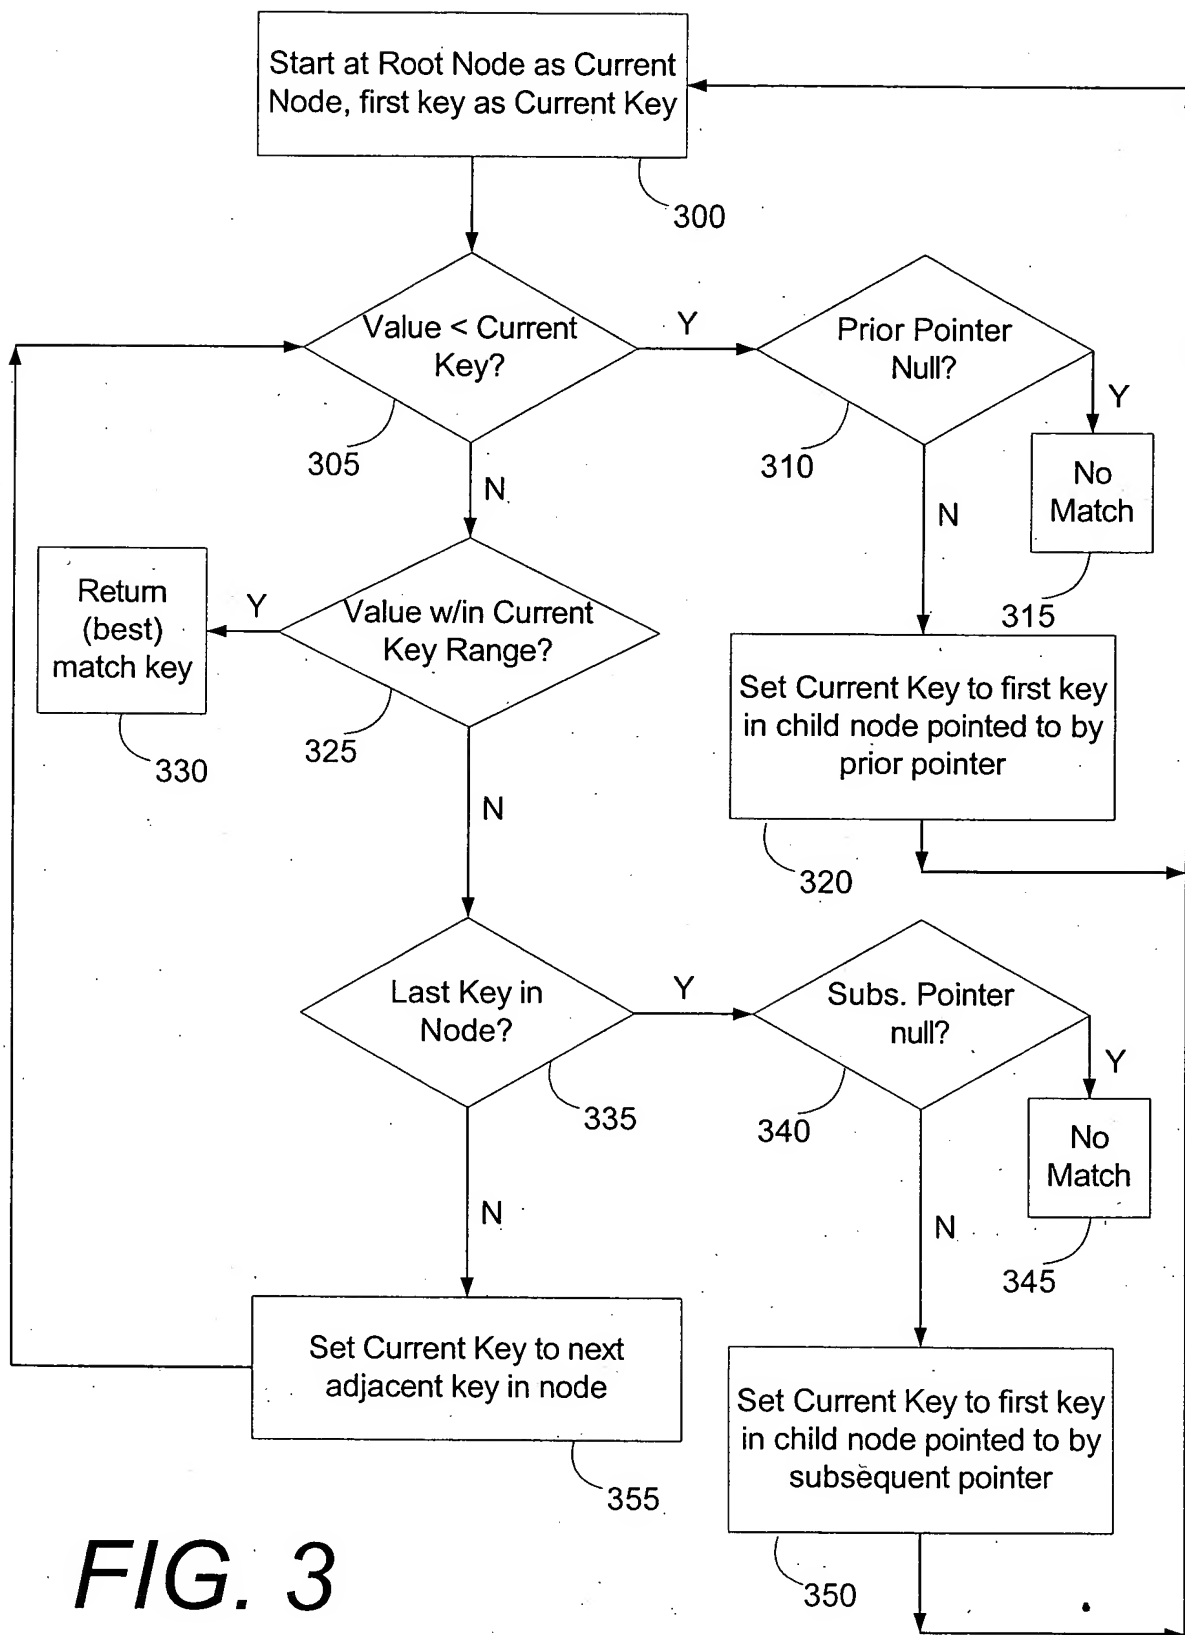 Start at Root Node as Current
Node, first key as Current Key
300
Value < Current
Key?
Y
305
N
Prior Pointer
Null?
Y
310
N
No
Match
315
Return
(best)
match key
330
Y
Value w/in Current
Key Range?
325
N
Set Current Key to first key
in child node pointed to by
prior pointer
320
Last Key in
Node?
Y
335
N
Subs. Pointer
null?
Y
340
N
No
Match
345
Set Current Key to next
adjacent key in node
355
Set Current Key to first key
in child node pointed to by
subsequent pointer
350
FIG. 3